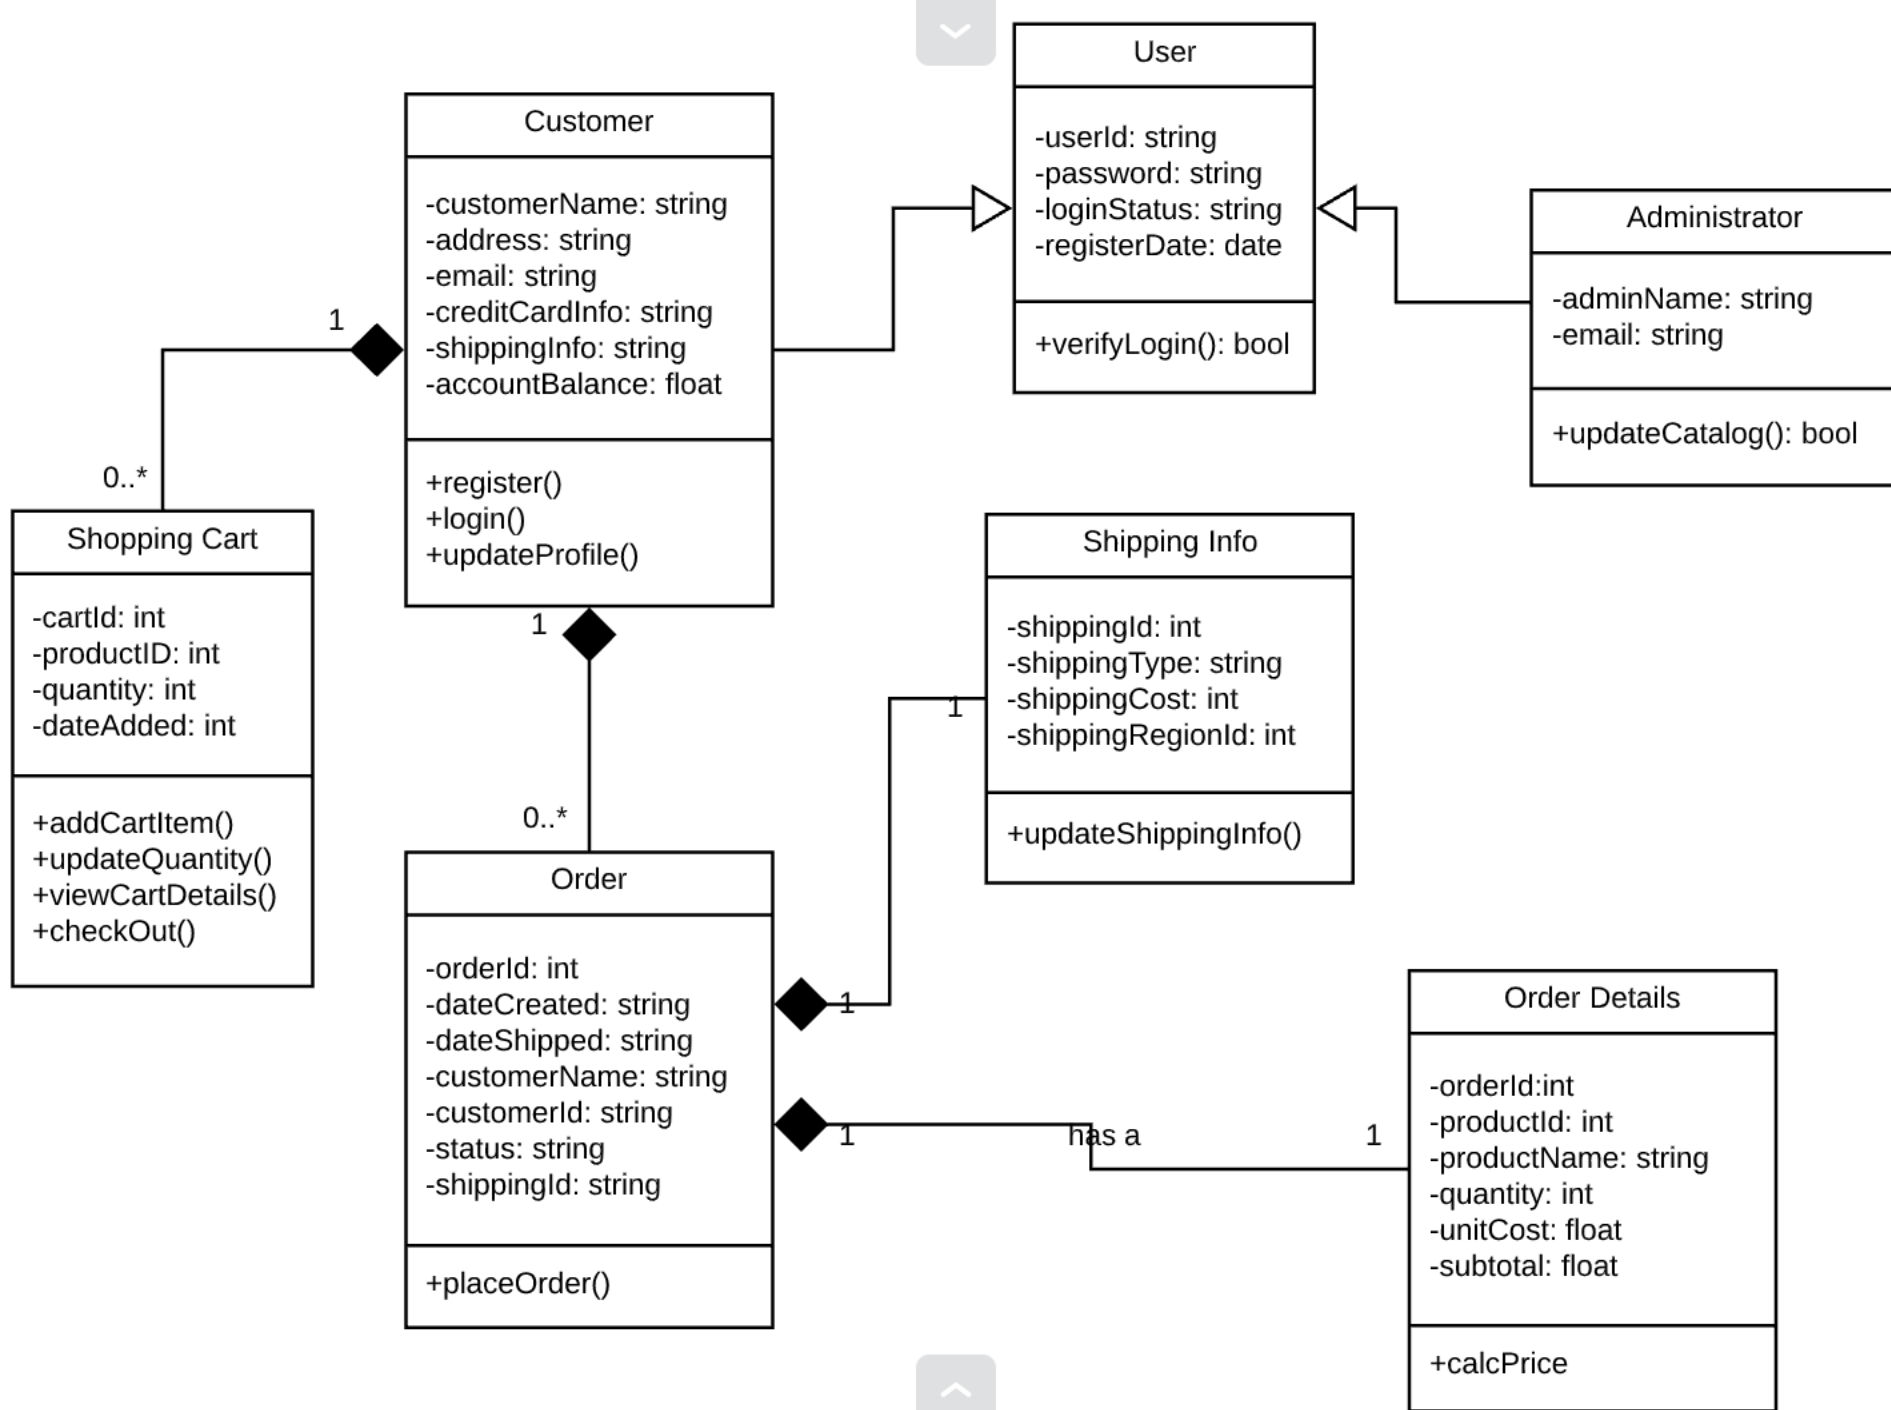 User
-userId: string
-password: string
-loginStatus: string
-registerDate: date
+verifyLogin(): bool
Customer
-customerName: string
-address: string
-email: string
-creditCardInfo: string
-shippingInfo: string
-accountBalance: float
+register()
+login()
+updateProfile()
Administrator
-adminName: string
-email: string
+updateCatalog(): bool
1
0..*
Shopping Cart
-cartId: int
-productID: int
-quantity: int
-dateAdded: int
+addCartItem()
+updateQuantity()
+viewCartDetails()
+checkOut()
1
0..*
Shipping Info
-shippingId: int
-shippingType: string
-shippingCost: int
-shippingRegionId: int
+updateShippingInfo()
1
Order
-orderId: int
-dateCreated: string
-dateShipped: string
-customerName: string
-customerId: string
-status: string
-shippingId: string
+placeOrder()
1
1
has a
1
Order Details
-orderId:int
-productId: int
-productName: string
-quantity: int
-unitCost: float
-subtotal: float
+calcPrice